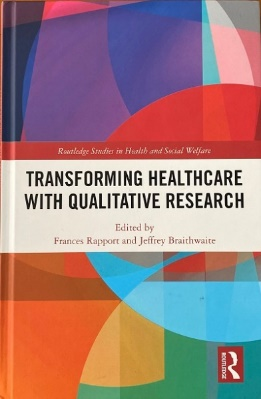 Routledge Studies in Health and Social Welfare
TRANSFORMING HEALTHCARE
WITH QUALITATIVE RESEARCH
Edited by
Frances Rapport and Jeffrey Braithwaite
ROUTLEDGE